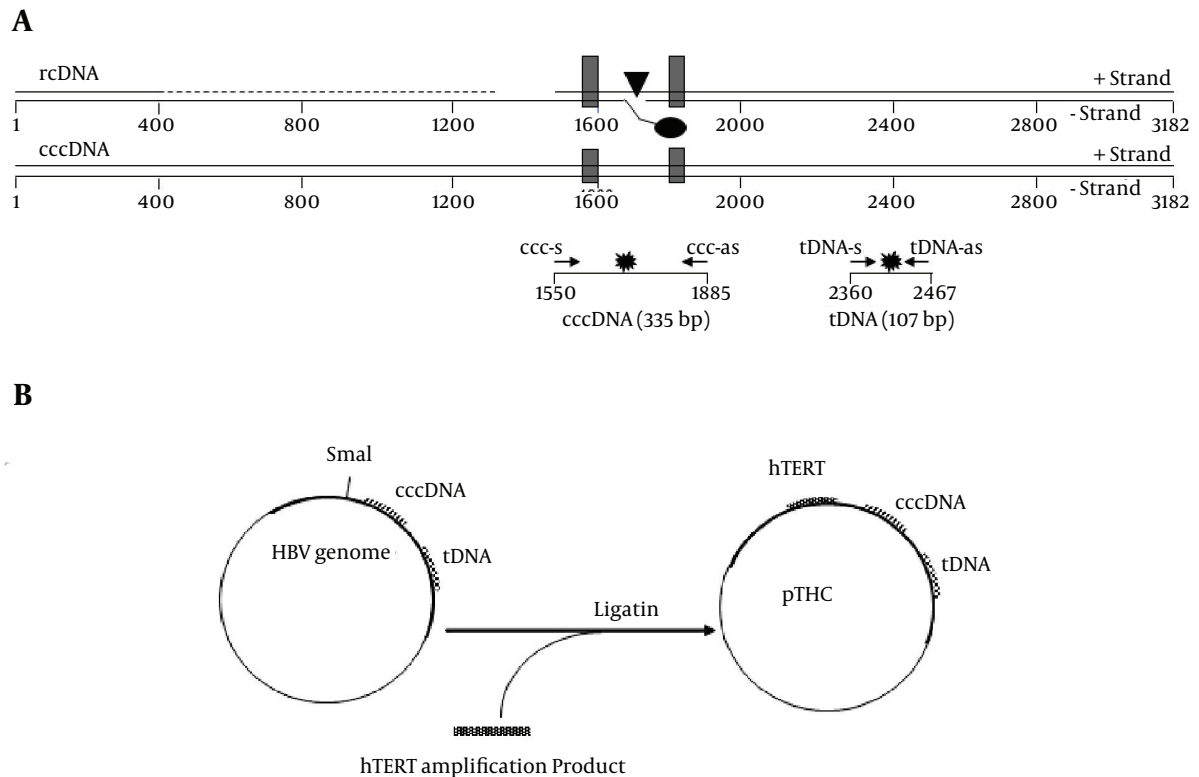 A
rcDNA
+ Strand
- Strand
1 400 800 1200 1600 2000 2400 2800 3182
cccDNA
+ Strand
- Strand
1 400 800 1200 1600 2000 2400 2800 3182
ccc-s ccc-as tDNA-s tDNA-as
1550 1885 2360 2467
cccDNA (335 bp) tDNA (107 bp)
B
SmaI
cccDNA
HBV genome
tDNA
Ligatin
hTERT
cccDNA
tDNA
pTHC
hTERT amplification Product